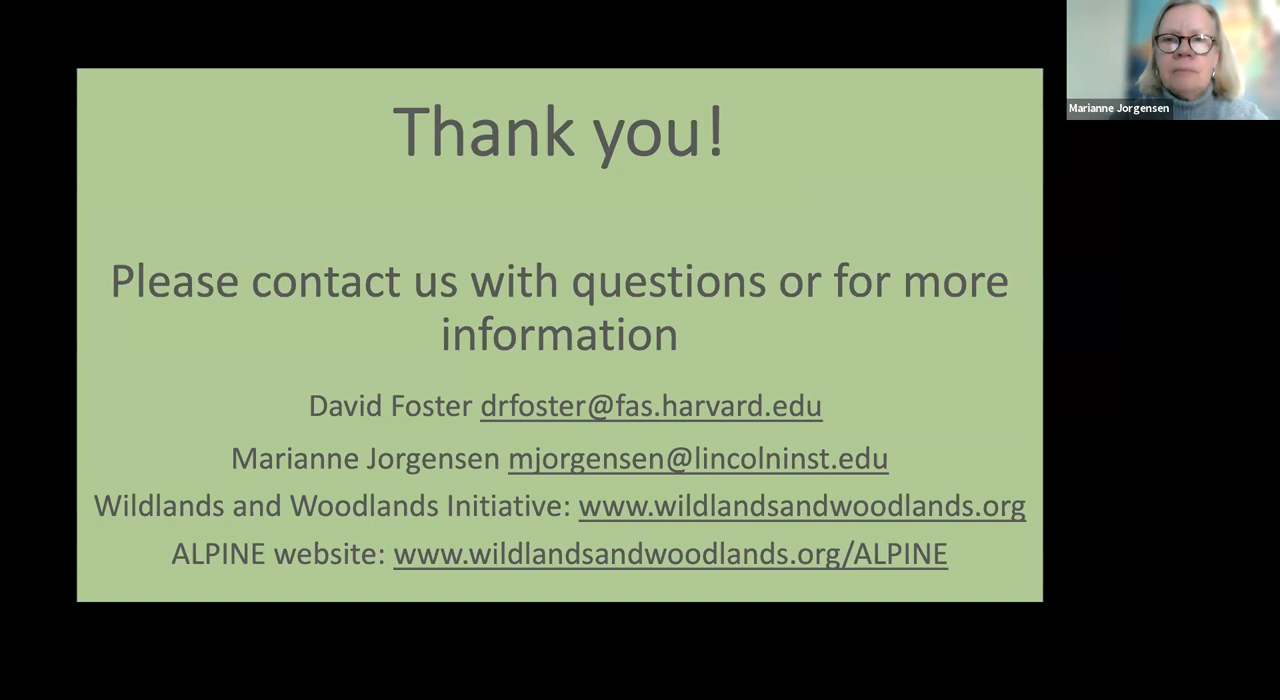 Thank you!
Please contact us with questions or for more
information
David Foster drfoster@fas.harvard.edu
Marianne Jorgensen mjorgensen@lincolninst.edu
Wildlands and Woodlands Initiative: www.wildlandsandwoodlands.org
ALPINE website: www.wildlandsandwoodlands.org/ALPINE
Marianne Jorgensen